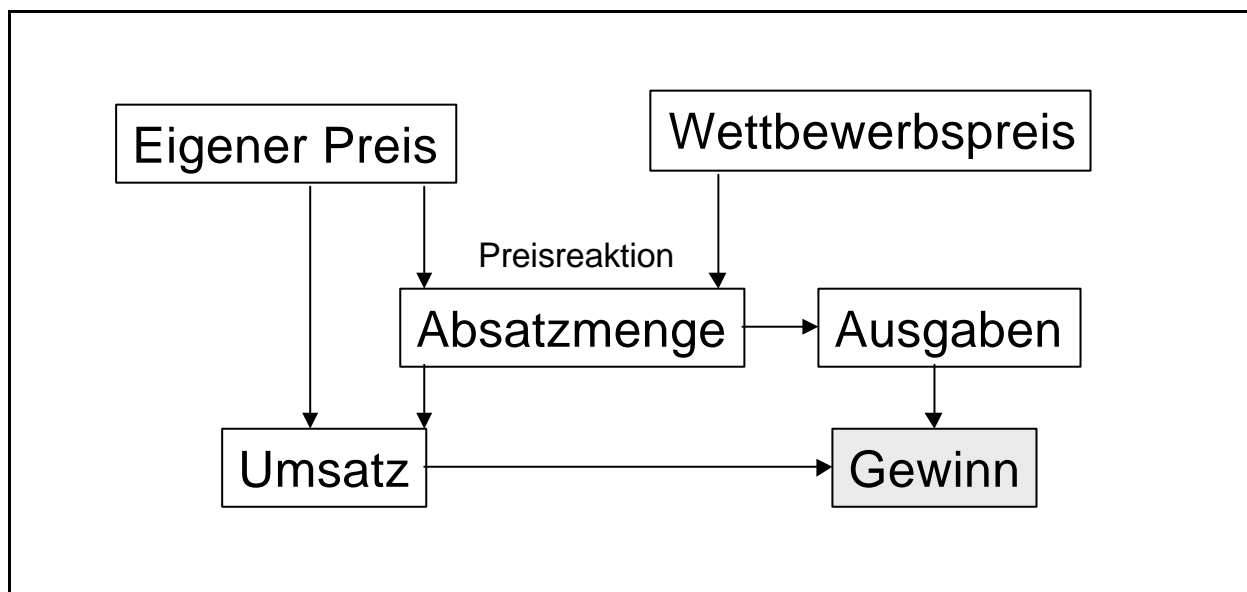 Eigener Preis
Wettbewerbspreis
Preisreaktion
Absatzmenge
Ausgaben
Umsatz
Gewinn